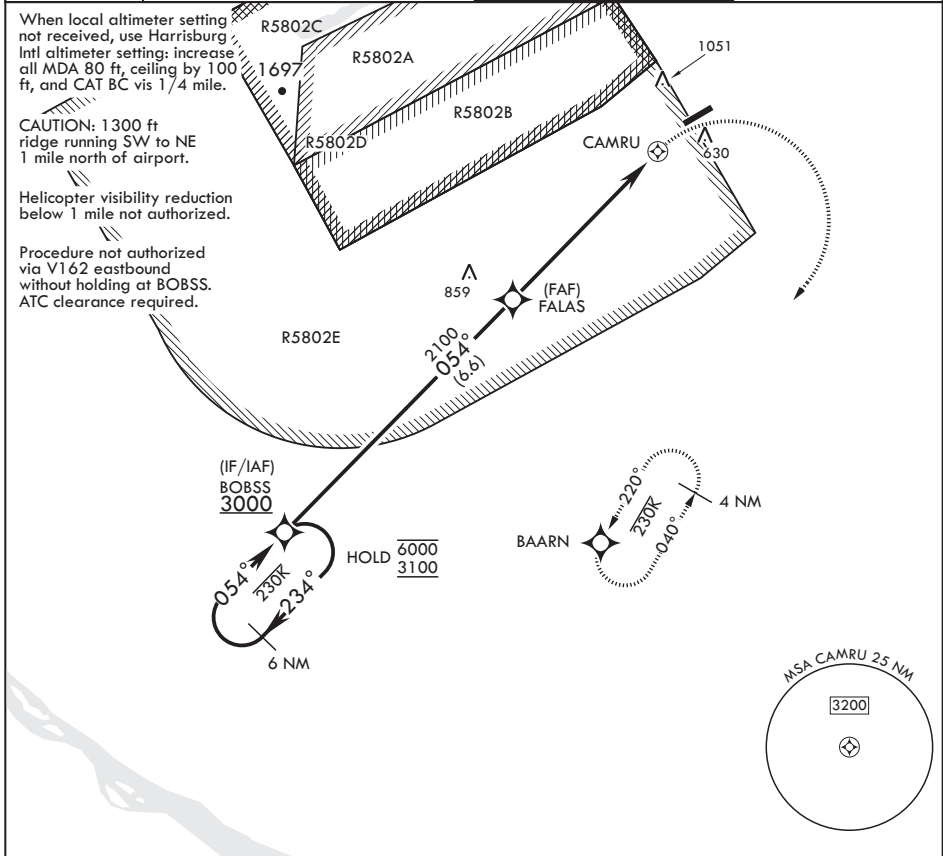 When local altimeter setting
not received, use Harrisburg
Intl altimeter setting: increase
all MDA 80 ft, ceiling by 100
ft, and CAT BC vis 1/4 mile.
CAUTION: 1300 ft
ridge running SW to NE
1 mile north of airport.
Helicopter visibility reduction
below 1 mile not authorized.
Procedure not authorized
via V162 eastbound
without holding at BOBSS.
ATC clearance required.
R5802C
1697
R5802A
R5802B
R5802D
1051
CAMRU
630
859
(FAF)
FALAS
R5802E
2100
054°
(6.6)
(IF/IAF)
BOBSS
3000
HOLD
6000
3100
054°
230K
234°
6 NM
BAARN
220°
230K
040°
4 NM
MSA CAMRU 25 NM
3200